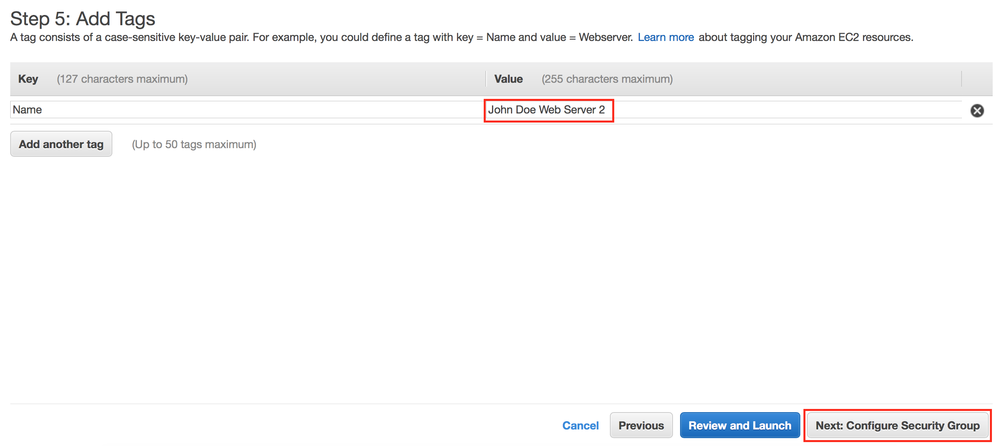 Step 5: Add Tags
A tag consists of a case-sensitive key-value pair. For example, you could define a tag with key = Name and value = Webserver. Learn more about tagging your Amazon EC2 resources.
Key (127 characters maximum) Value (255 characters maximum)
Name John Doe Web Server 2
Add another tag (Up to 50 tags maximum)
Cancel Previous Review and Launch Next: Configure Security Group